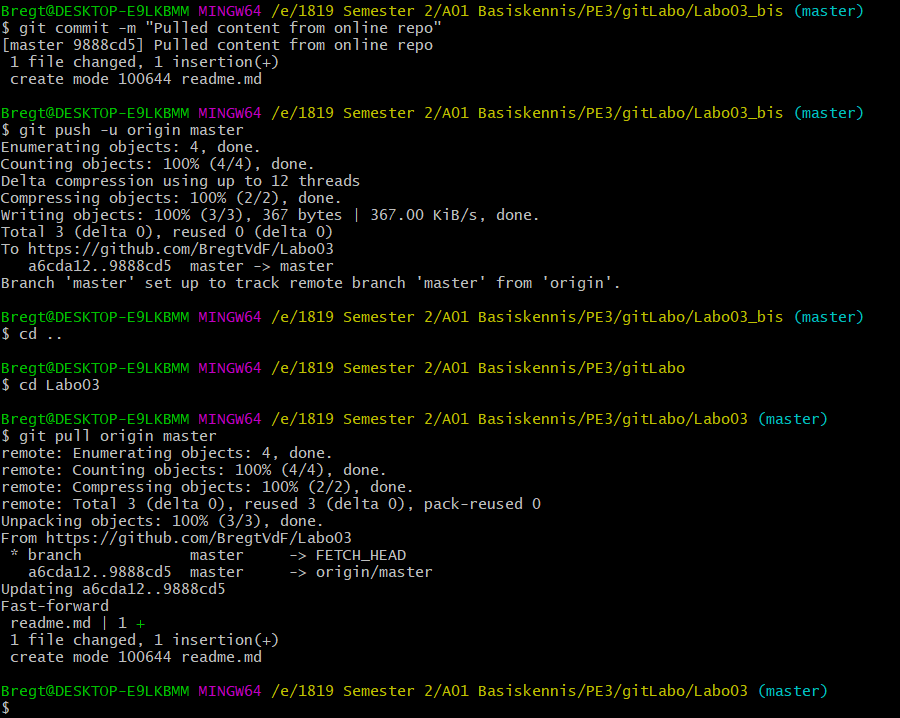 Bregt@DESKTOP-E9LKBMM MINGW64 /e/1819 Semester 2/A01 Basiskennis/PE3/gitLabo/Labo03_bis (master)
$ git commit -m "Pulled content from online repo"
[master 9888cd5] Pulled content from online repo
 1 file changed, 1 insertion(+)
 create mode 100644 readme.md

Bregt@DESKTOP-E9LKBMM MINGW64 /e/1819 Semester 2/A01 Basiskennis/PE3/gitLabo/Labo03_bis (master)
$ git push -u origin master
Enumerating objects: 4, done.
Counting objects: 100% (4/4), done.
Delta compression using up to 12 threads
Compressing objects: 100% (2/2), done.
Writing objects: 100% (3/3), 367 bytes | 367.00 KiB/s, done.
Total 3 (delta 0), reused 0 (delta 0)
To https://github.com/BregtVdF/Labo03
   a6cda12..9888cd5  master -> master
Branch 'master' set up to track remote branch 'master' from 'origin'.

Bregt@DESKTOP-E9LKBMM MINGW64 /e/1819 Semester 2/A01 Basiskennis/PE3/gitLabo/Labo03_bis (master)
$ cd ..

Bregt@DESKTOP-E9LKBMM MINGW64 /e/1819 Semester 2/A01 Basiskennis/PE3/gitLabo
$ cd Labo03

Bregt@DESKTOP-E9LKBMM MINGW64 /e/1819 Semester 2/A01 Basiskennis/PE3/gitLabo/Labo03 (master)
$ git pull origin master
remote: Enumerating objects: 4, done.
remote: Counting objects: 100% (4/4), done.
remote: Compressing objects: 100% (2/2), done.
remote: Total 3 (delta 0), reused 3 (delta 0), pack-reused 0
Unpacking objects: 100% (3/3), done.
From https://github.com/BregtVdF/Labo03
 * branch            master     -> FETCH_HEAD
   a6cda12..9888cd5  master     -> origin/master
Updating a6cda12..9888cd5
Fast-forward
 readme.md | 1 +
 1 file changed, 1 insertion(+)
 create mode 100644 readme.md

Bregt@DESKTOP-E9LKBMM MINGW64 /e/1819 Semester 2/A01 Basiskennis/PE3/gitLabo/Labo03 (master)
$